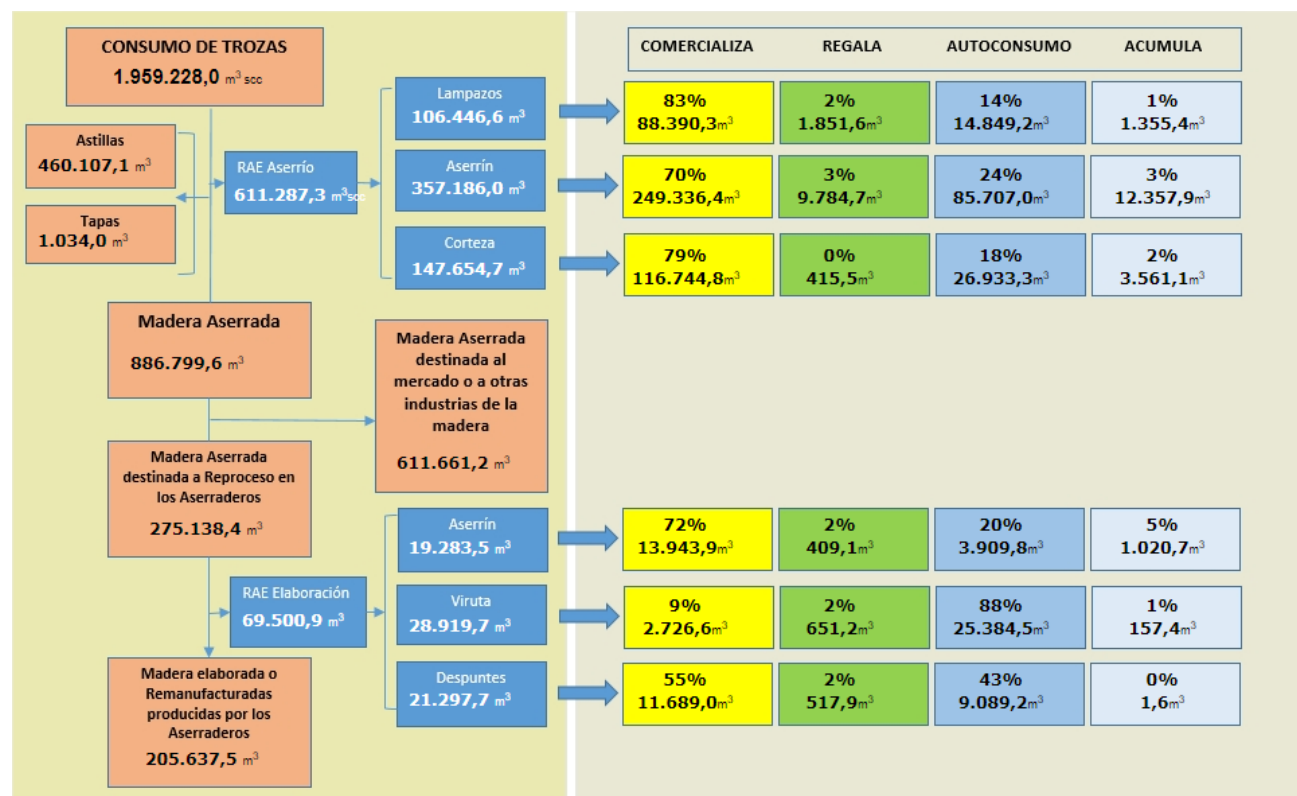 CONSUMO DE TROZAS
1.959.228,0 m³ scc
Astillas
460.107,1 m³
Tapas
1.034,0 m³
RAE Aserrío
611.287,3 m³scc
Lampazos
106.446,6 m³
Aserrín
357.186,0 m³
Corteza
147.654,7 m³
COMERCIALIZA REGALA AUTOCONSUMO ACUMULA
83% 2% 14% 1%
88.390,3m³ 1.851,6m³ 14.849,2m³ 1.355,4m³
70% 3% 24% 3%
249.336,4m³ 9.784,7m³ 85.707,0m³ 12.357,9m³
79% 0% 18% 2%
116.744,8m³ 415,5m³ 26.933,3m³ 3.561,1m³
Madera Aserrada
886.799,6 m³
Madera Aserrada
destinada al
mercado o a otras
industrias de la
madera
611.661,2 m³
Madera Aserrada
destinada a Reproceso en
los Aserraderos
275.138,4 m³
RAE Elaboración
69.500,9 m³
Aserrín
19.283,5 m³
Viruta
28.919,7 m³
Despuntes
21.297,7 m³
72% 2% 20% 5%
13.943,9m³ 409,1m³ 3.909,8m³ 1.020,7m³
9% 2% 88% 1%
2.726,6m³ 651,2m³ 25.384,5m³ 157,4m³
55% 2% 43% 0%
11.689,0m³ 517,9m³ 9.089,2m³ 1,6m³
Madera elaborada o
Remanufacturadas
producidas por los
Aserraderos
205.637,5 m³